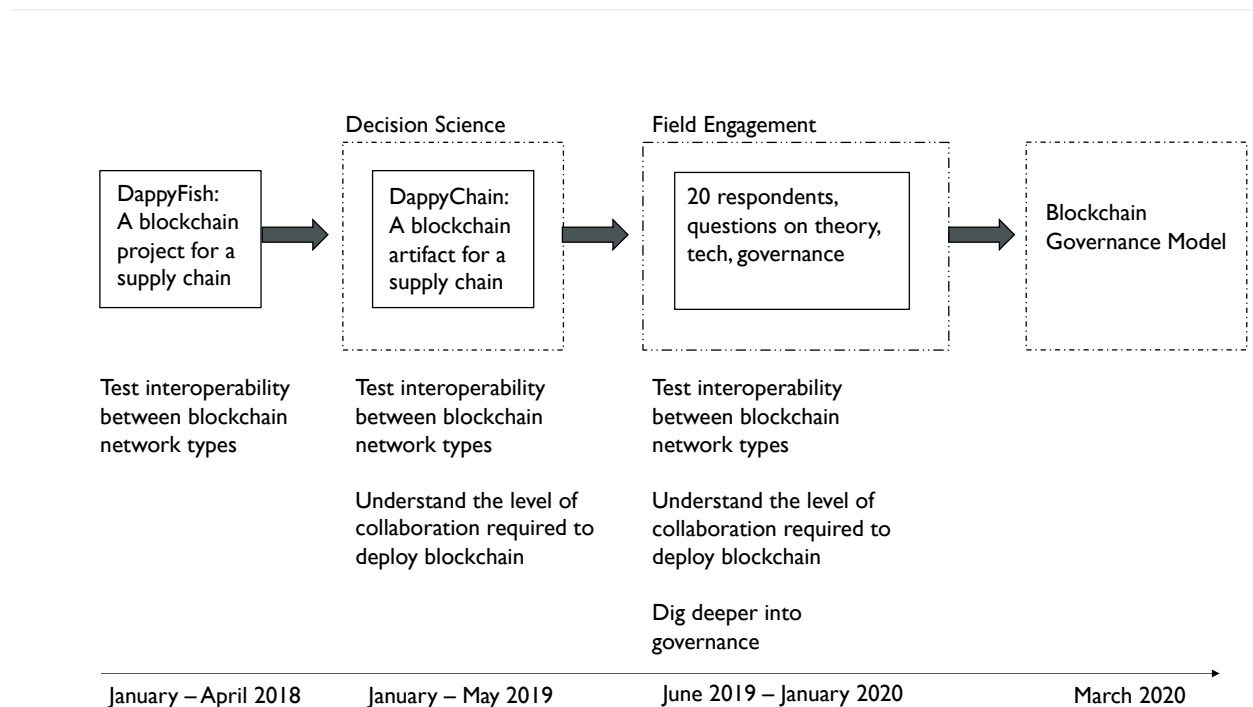 Decision Science
Field Engagement
DappyFish:
A blockchain
project for a
supply chain
DappyChain:
A blockchain
artifact for a
supply chain
20 respondents,
questions on theory,
tech, governance
Blockchain
Governance Model
Test interoperability
between blockchain
network types
Test interoperability
between blockchain
network types
Understand the level of
collaboration required to
deploy blockchain
Test interoperability
between blockchain
network types
Understand the level of
collaboration required to
deploy blockchain
Dig deeper into
governance
January – April 2018
January – May 2019
June 2019 – January 2020
March 2020